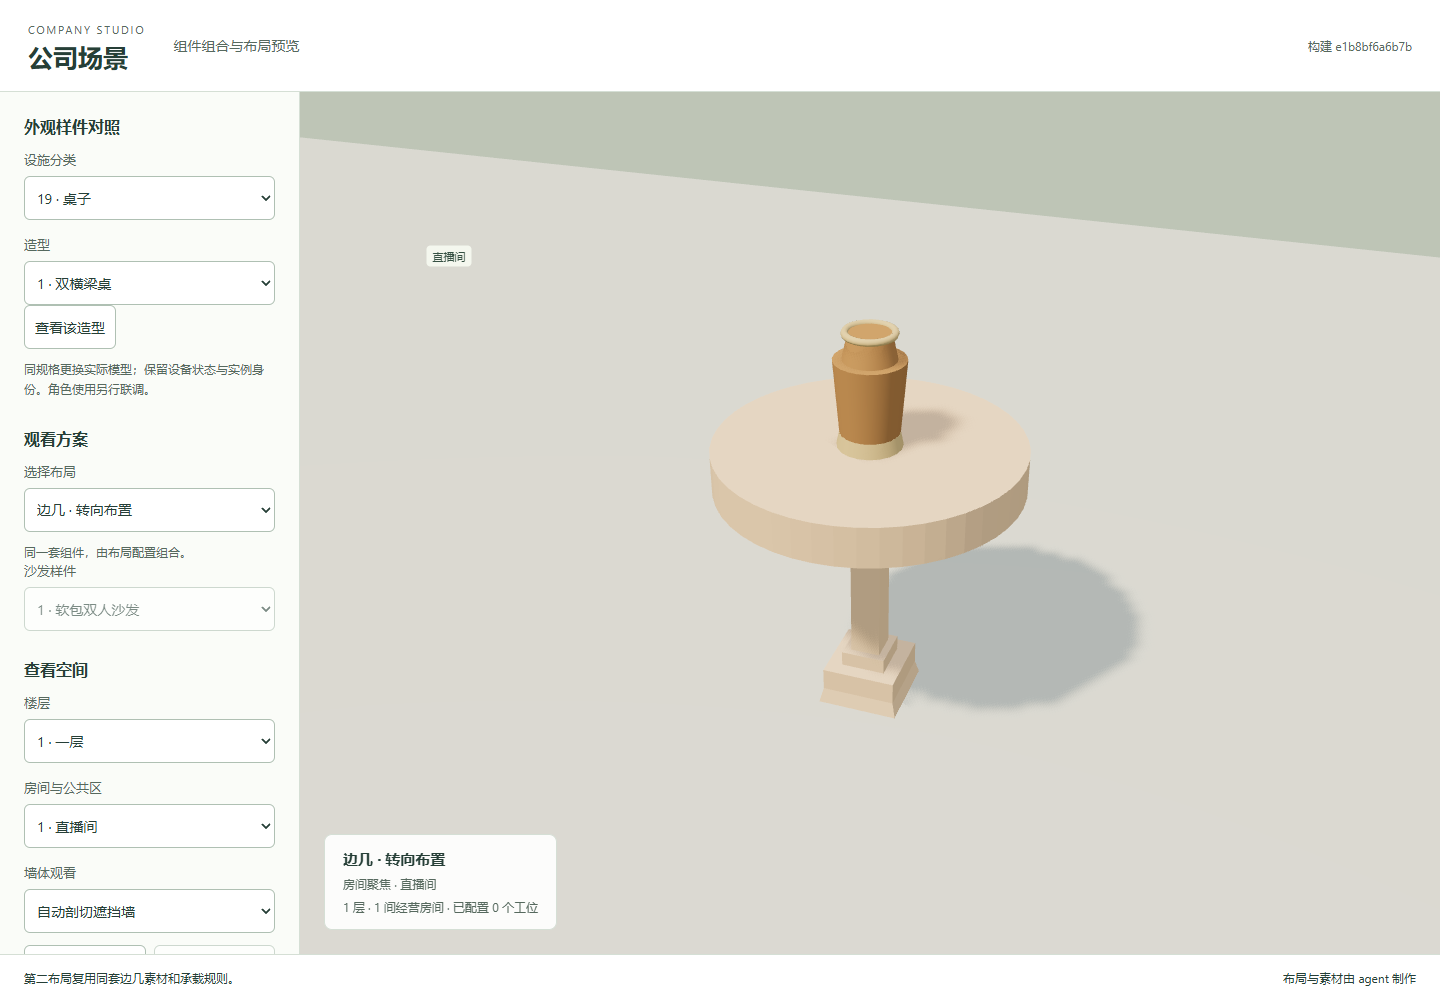 COMPANY STUDIO
公司场景
组件组合与布局预览
构建 e1b8bf6a6b7b
外观样件对照
设施分类
19 · 桌子
造型
1 · 双横梁桌
查看该造型
同规格更换实际模型；保留设备状态与实例身
份。角色使用另行联调。
观看方案
选择布局
边几 · 转向布置
同一套组件，由布局配置组合。
沙发样件
1 · 软包双人沙发
查看空间
楼层
1 · 一层
房间与公共区
1 · 直播间
墙体观看
自动剖切遮挡墙
直播间
边几 · 转向布置
房间聚焦 · 直播间
1 层 · 1 间经营房间 · 已配置 0 个工位
第二布局复用同套边几素材和承载规则。
布局与素材由 agent 制作